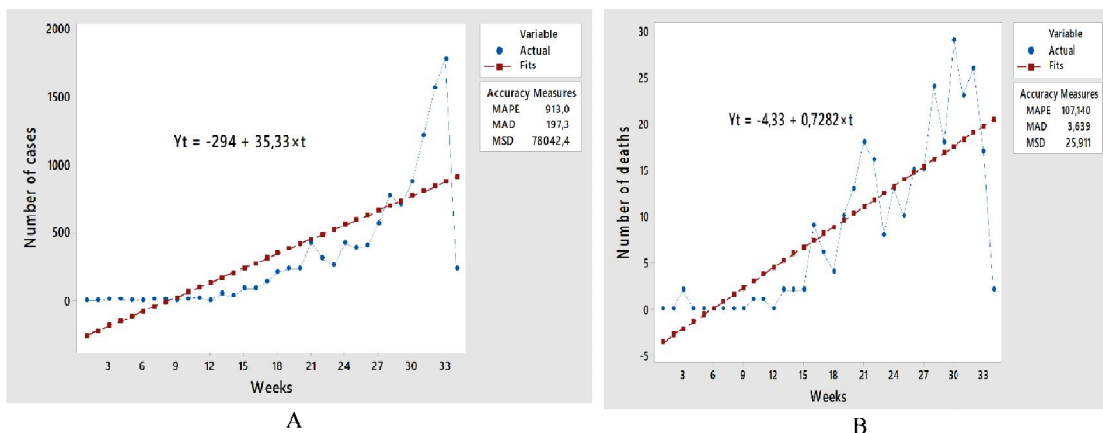 2000
1500
1000
500
0
Number of cases
Yt = -294 + 35,33×t
3 6 9 12 15 18 21 24 27 30 33
Weeks
Variable
Actual
Fits
Accuracy Measures
MAPE 913,0
MAD 197,3
MSD 78042,4
A
30
25
20
15
10
5
0
-5
Number of deaths
Yt = -4,33 + 0,7282×t
3 6 9 12 15 18 21 24 27 30 33
Weeks
Variable
Actual
Fits
Accuracy Measures
MAPE 107,140
MAD 3,639
MSD 25,911
B